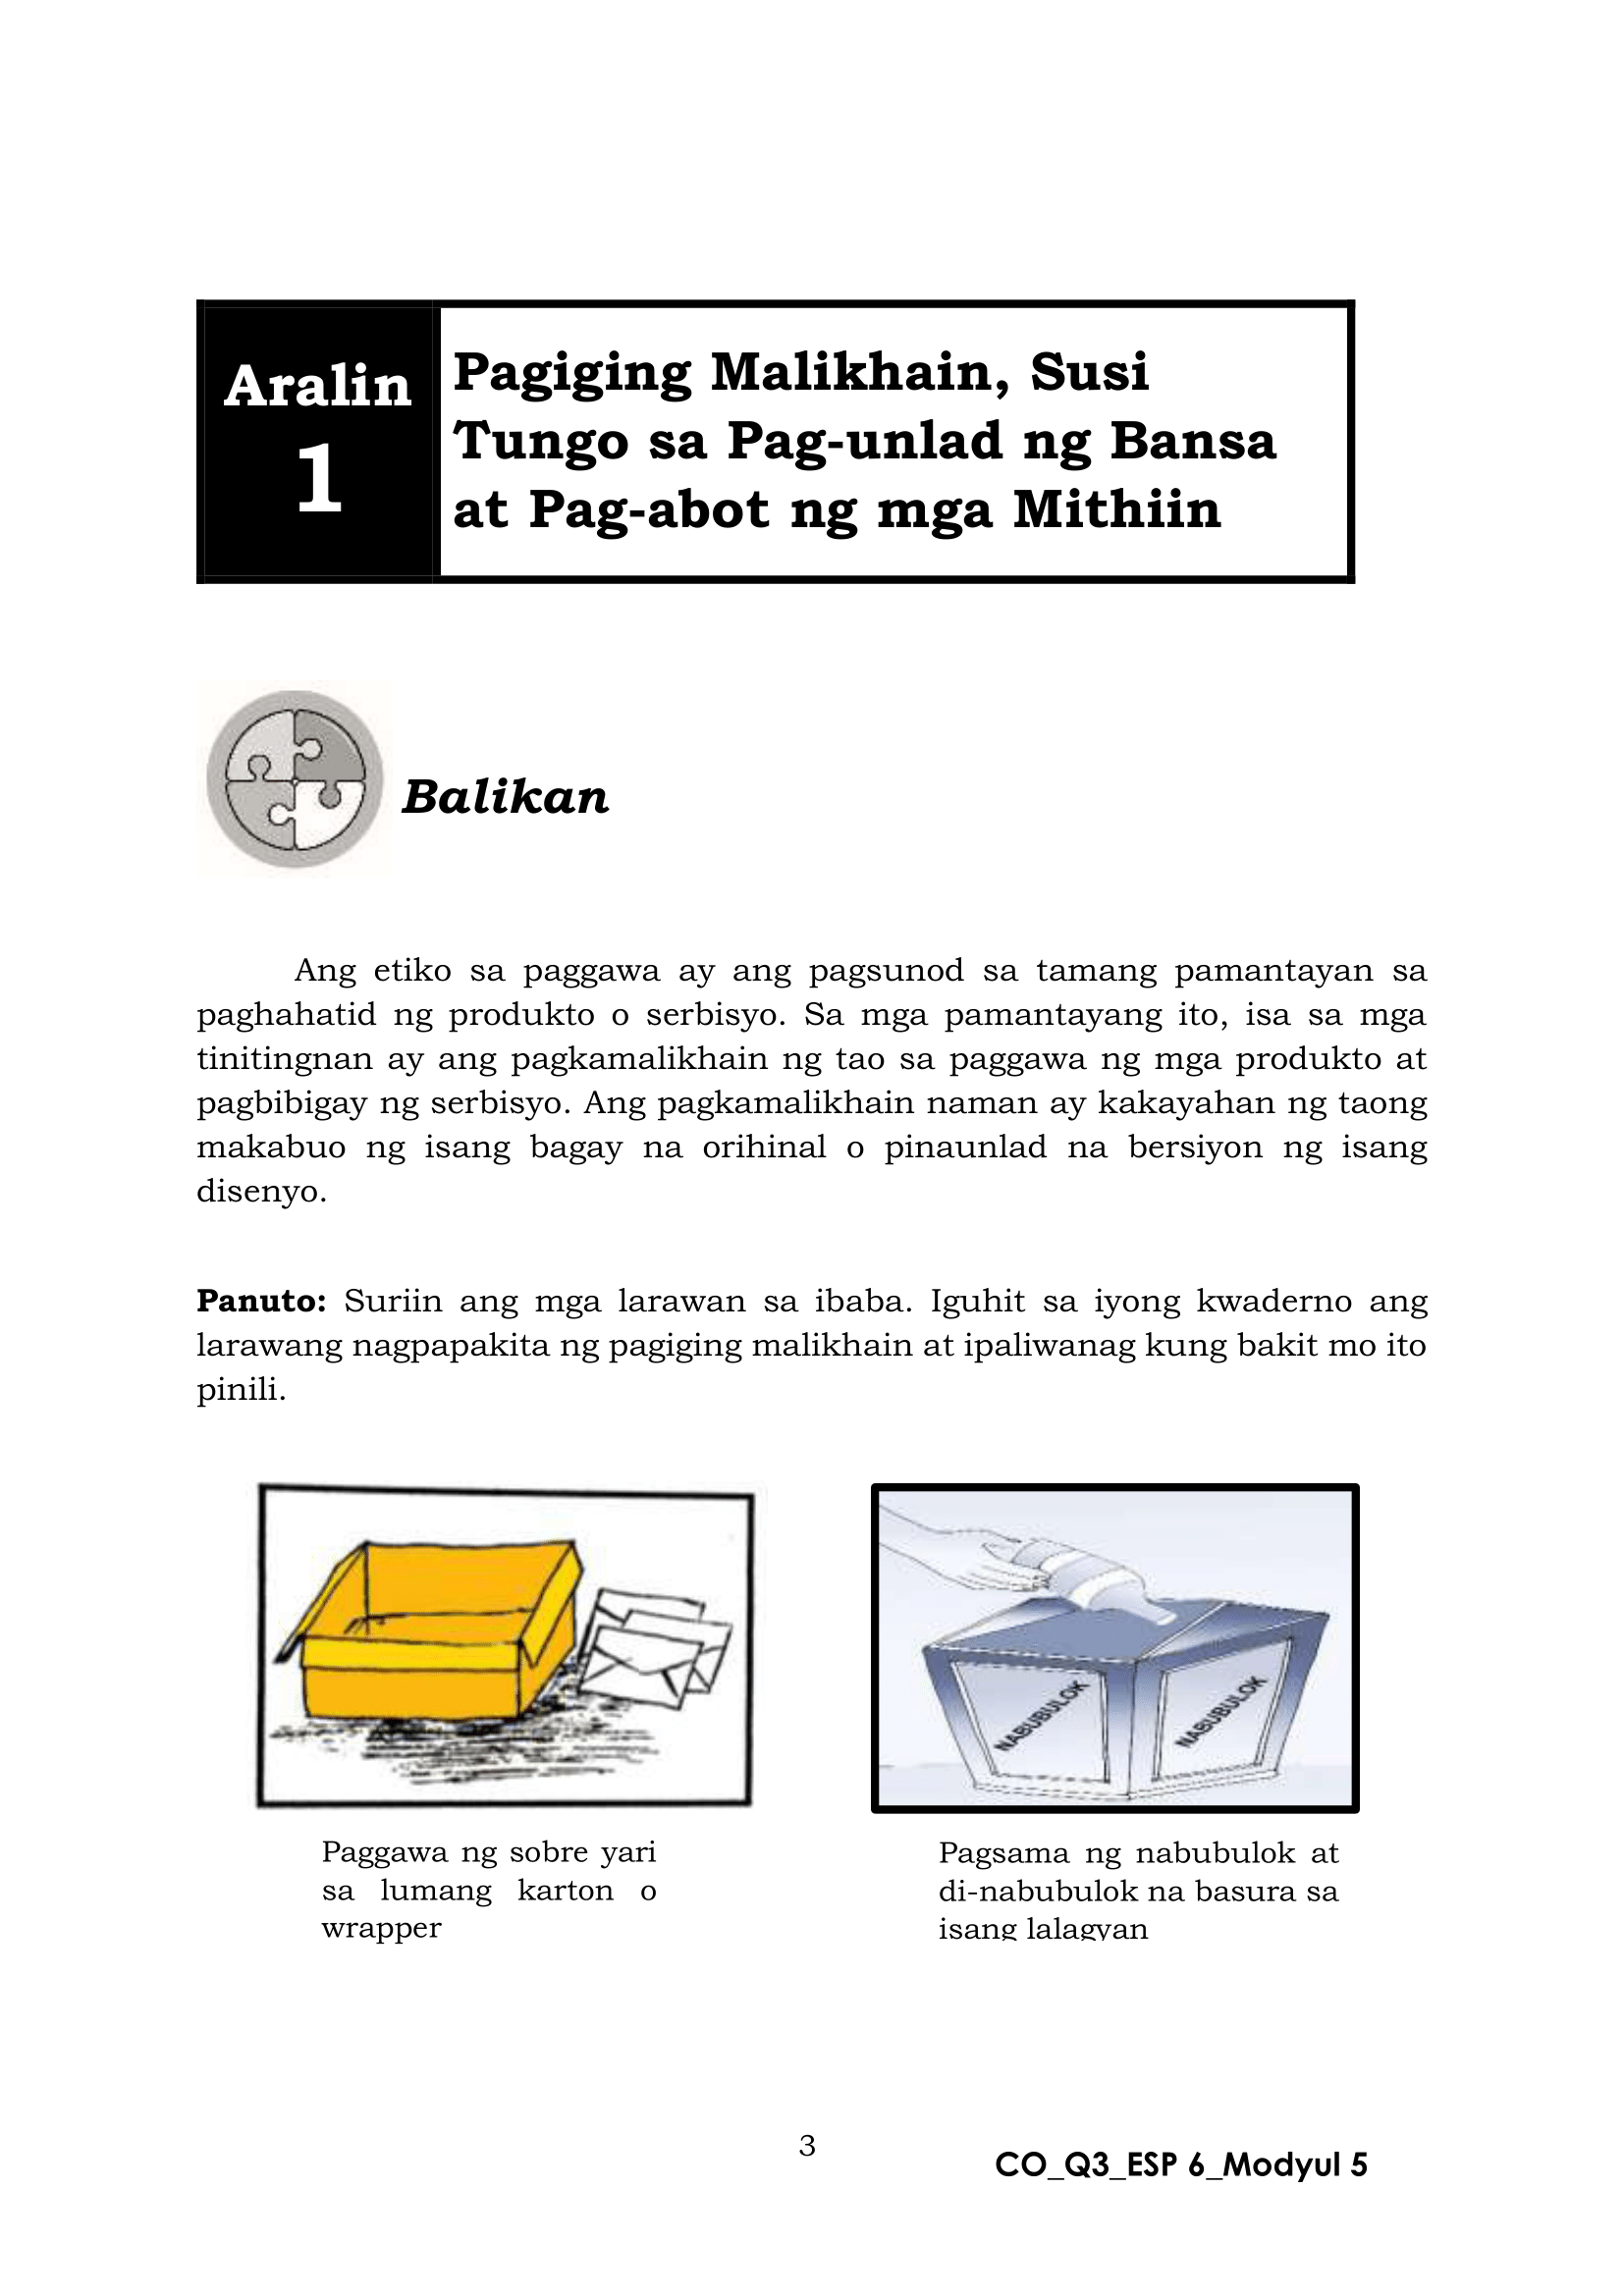 Aralin
1
Pagiging Malikhain, Susi
Tungo sa Pag-unlad ng Bansa
at Pag-abot ng mga Mithiin
Balikan
Ang etiko sa paggawa ay ang pagsunod sa tamang pamantayan sa
paghahatid ng produkto o serbisyo. Sa mga pamantayang ito, isa sa mga
tinitingnan ay ang pagkamalikhain ng tao sa paggawa ng mga produkto at
pagbibigay ng serbisyo. Ang pagkamalikhain naman ay kakayahan ng taong
makabuo ng isang bagay na orihinal o pinaunlad na bersiyon ng isang
disenyo.
Panuto: Suriin ang mga larawan sa ibaba. Iguhit sa iyong kwaderno ang
larawang nagpapakita ng pagiging malikhain at ipaliwanag kung bakit mo ito
pinili.
NABUBULOK
NABUBULOK
Paggawa ng sobre yari
sa lumang karton o
wrapper
Pagsama ng nabubulok at
di-nabubulok na basura sa
isang lalagyan
3
CO_Q3_ESP 6_Modyul 5